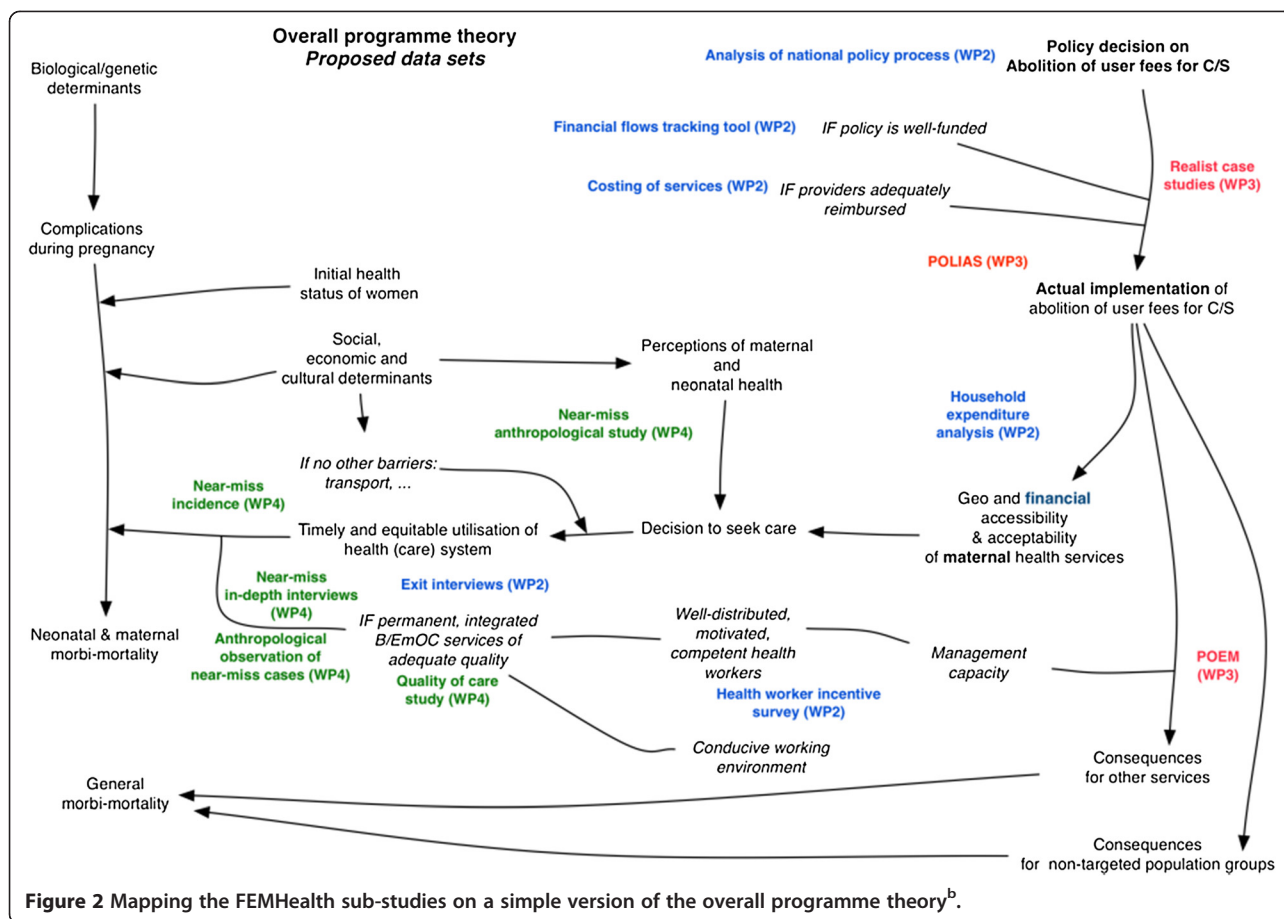 Overall programme theory
Proposed data sets
Biological/genetic
determinants
Analysis of national policy process (WP2)
Policy decision on
Abolition of user fees for C/S
Financial flows tracking tool (WP2)
IF policy is well-funded
Realist case
studies (WP3)
Costing of services (WP2)
IF providers adequately
reimbursed
Complications
during pregnancy
POLIAS (WP3)
Initial health
status of women
Actual implementation of
abolition of user fees for C/S
Social,
economic and
cultural determinants
Perceptions of maternal
and
neonatal health
Household
expenditure
analysis (WP2)
Near-miss
anthropological study (WP4)
If no other barriers:
transport, ...
Near-miss
incidence (WP4)
Timely and equitable utilisation of
health (care) system
Decision to seek care
Geo and financial
accessibility
& acceptability
of maternal health services
Near-miss
in-depth interviews
(WP4)
Exit interviews (WP2)
Neonatal & maternal
morbi-mortality
Anthropological
observation of
near-miss cases (WP4)
IF permanent, integrated
B/EmOC services of
adequate quality
Quality of care
study (WP4)
Well-distributed,
motivated,
competent health
workers
Health worker incentive
survey (WP2)
Management
capacity
POEM
(WP3)
Conducive working
environment
Consequences
for other services
General
morbi-mortality
Consequences
for non-targeted population groups
Figure 2 Mapping the FEMHealth sub-studies on a simple version of the overall programme theoryb.